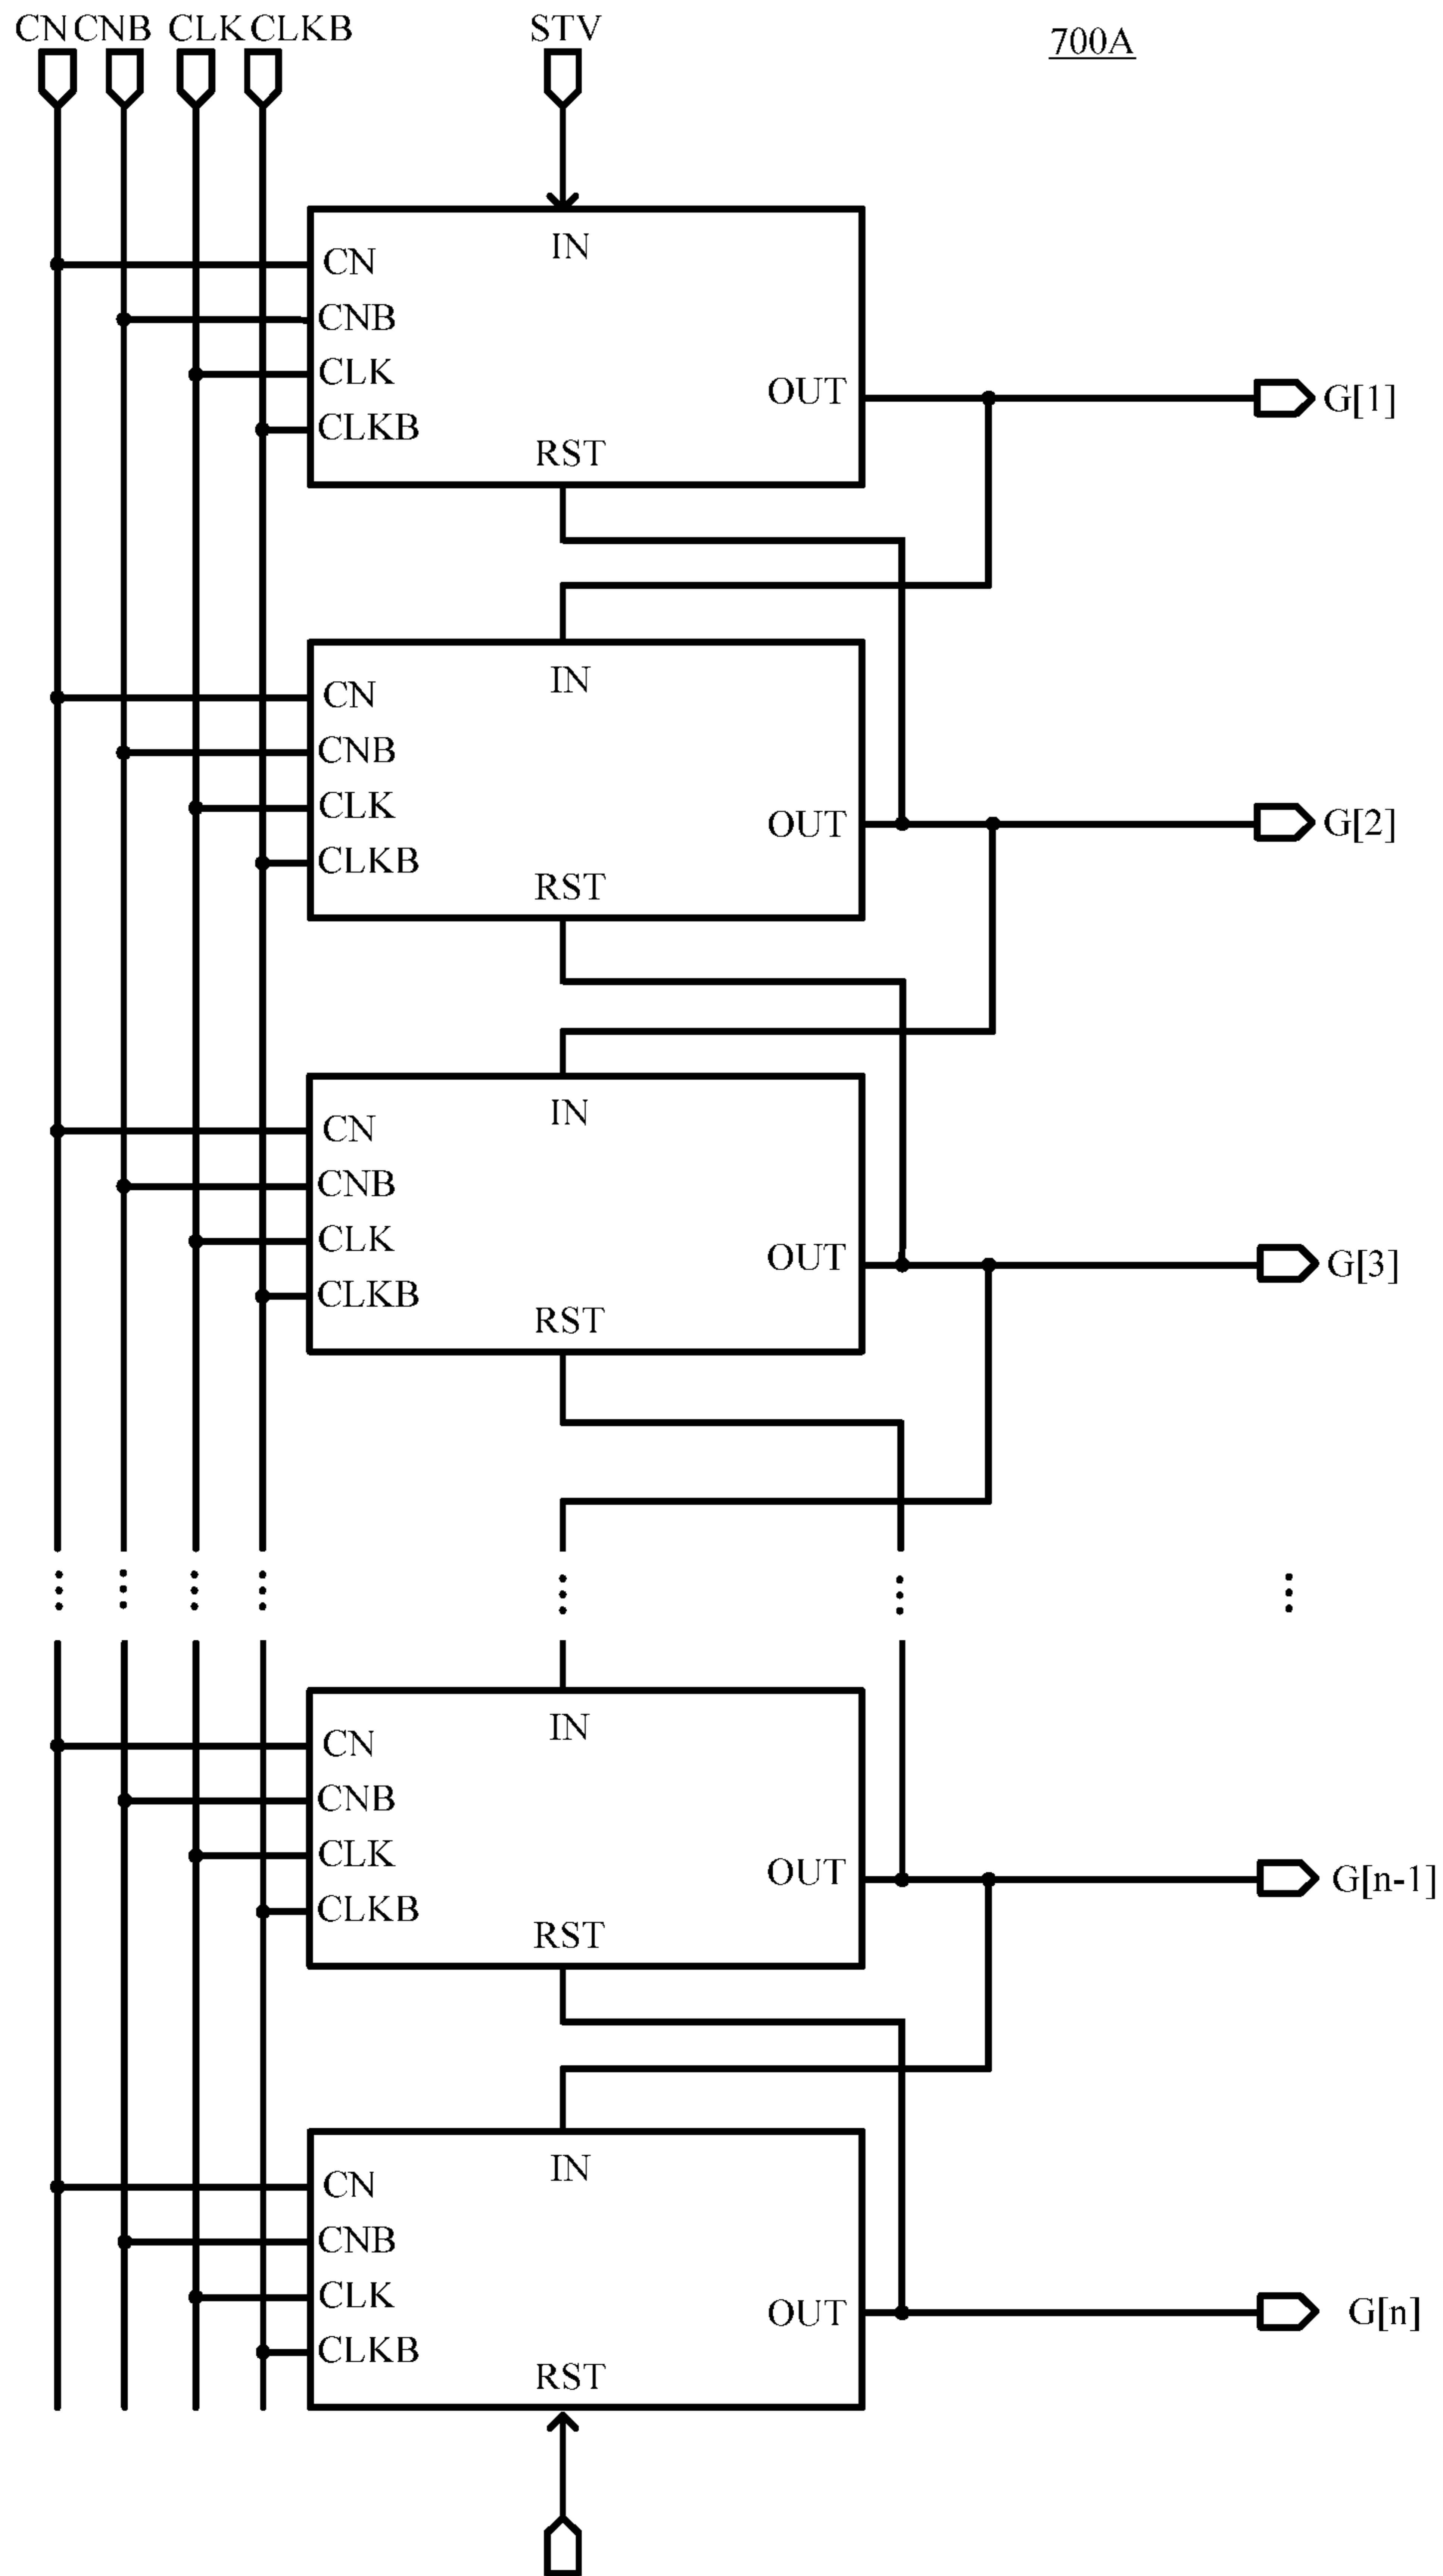 CN CNB CLK CLKB STV 700A
IN
CN
CNB
CLK
OUT G[1]
CLKB
RST
IN
CN
CNB
CLK
OUT G[2]
CLKB
RST
IN
CN
CNB
CLK
OUT G[3]
CLKB
RST
IN
CN
CNB
CLK
OUT G[n-1]
CLKB
RST
IN
CN
CNB
CLK
OUT G[n]
CLKB
RST